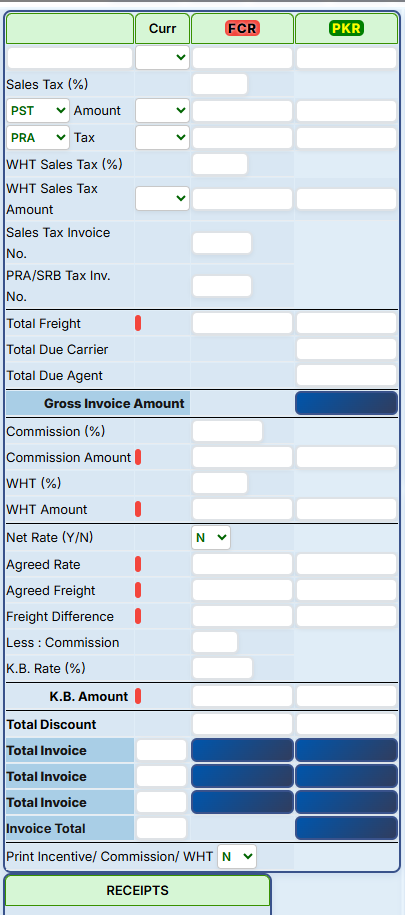 Curr FCR PKR
Sales Tax (%)
PST Amount
PRA Tax
WHT Sales Tax (%)
WHT Sales Tax
Amount
Sales Tax Invoice
No.
PRA/SRB Tax Inv.
No.
Total Freight
Total Due Carrier
Total Due Agent
Gross Invoice Amount
Commission (%)
Commission Amount
WHT (%)
WHT Amount
Net Rate (Y/N) N
Agreed Rate
Agreed Freight
Freight Difference
Less : Commission
K.B. Rate (%)
K.B. Amount
Total Discount
Total Invoice
Total Invoice
Total Invoice
Invoice Total
Print Incentive/ Commission/ WHT N
RECEIPTS